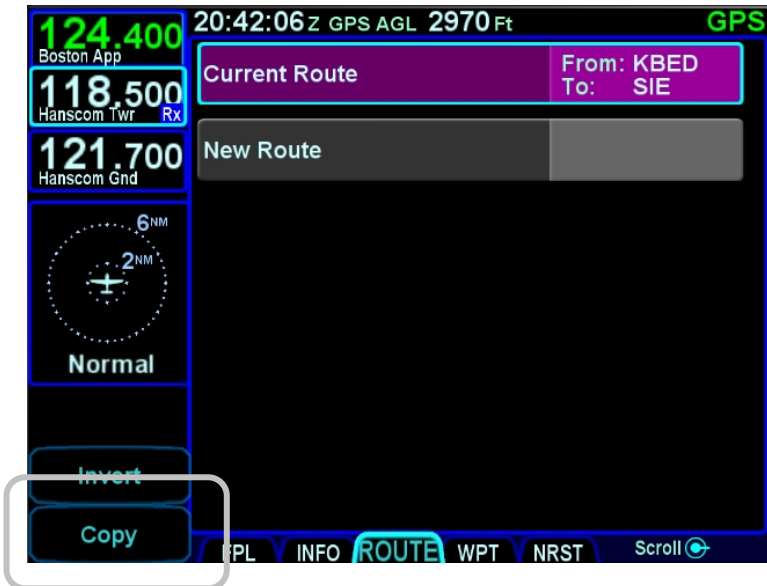 124.400
Boston App
118.500
Hanscom Twr Rx
121.700
Hanscom Gnd
6NM
2NM
Normal
Invert
Copy
20:42:06 Z GPS AGL 2970 Ft GPS
Current Route
From: KBED
To: SIE
New Route
FPL INFO ROUTE WPT NRST Scroll